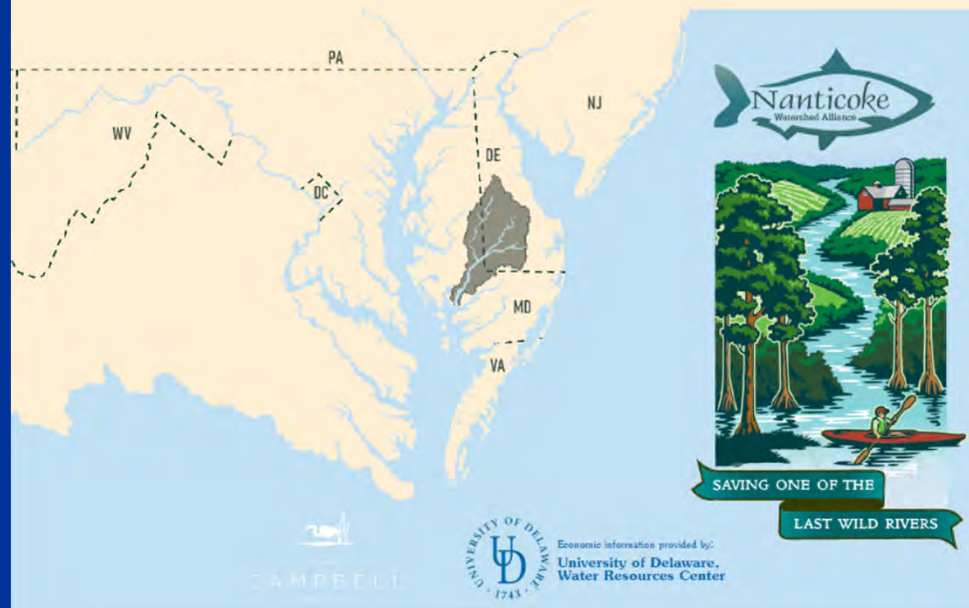 PA
WV
NJ
DE
DC
MD
VA
Nanticoke
Watershed Alliance
SAVING ONE OF THE
LAST WILD RIVERS
CAMPBELL
UNIVERSITY OF DELAWARE
UD
1743
Economic information provided by:
University of Delaware,
Water Resources Center